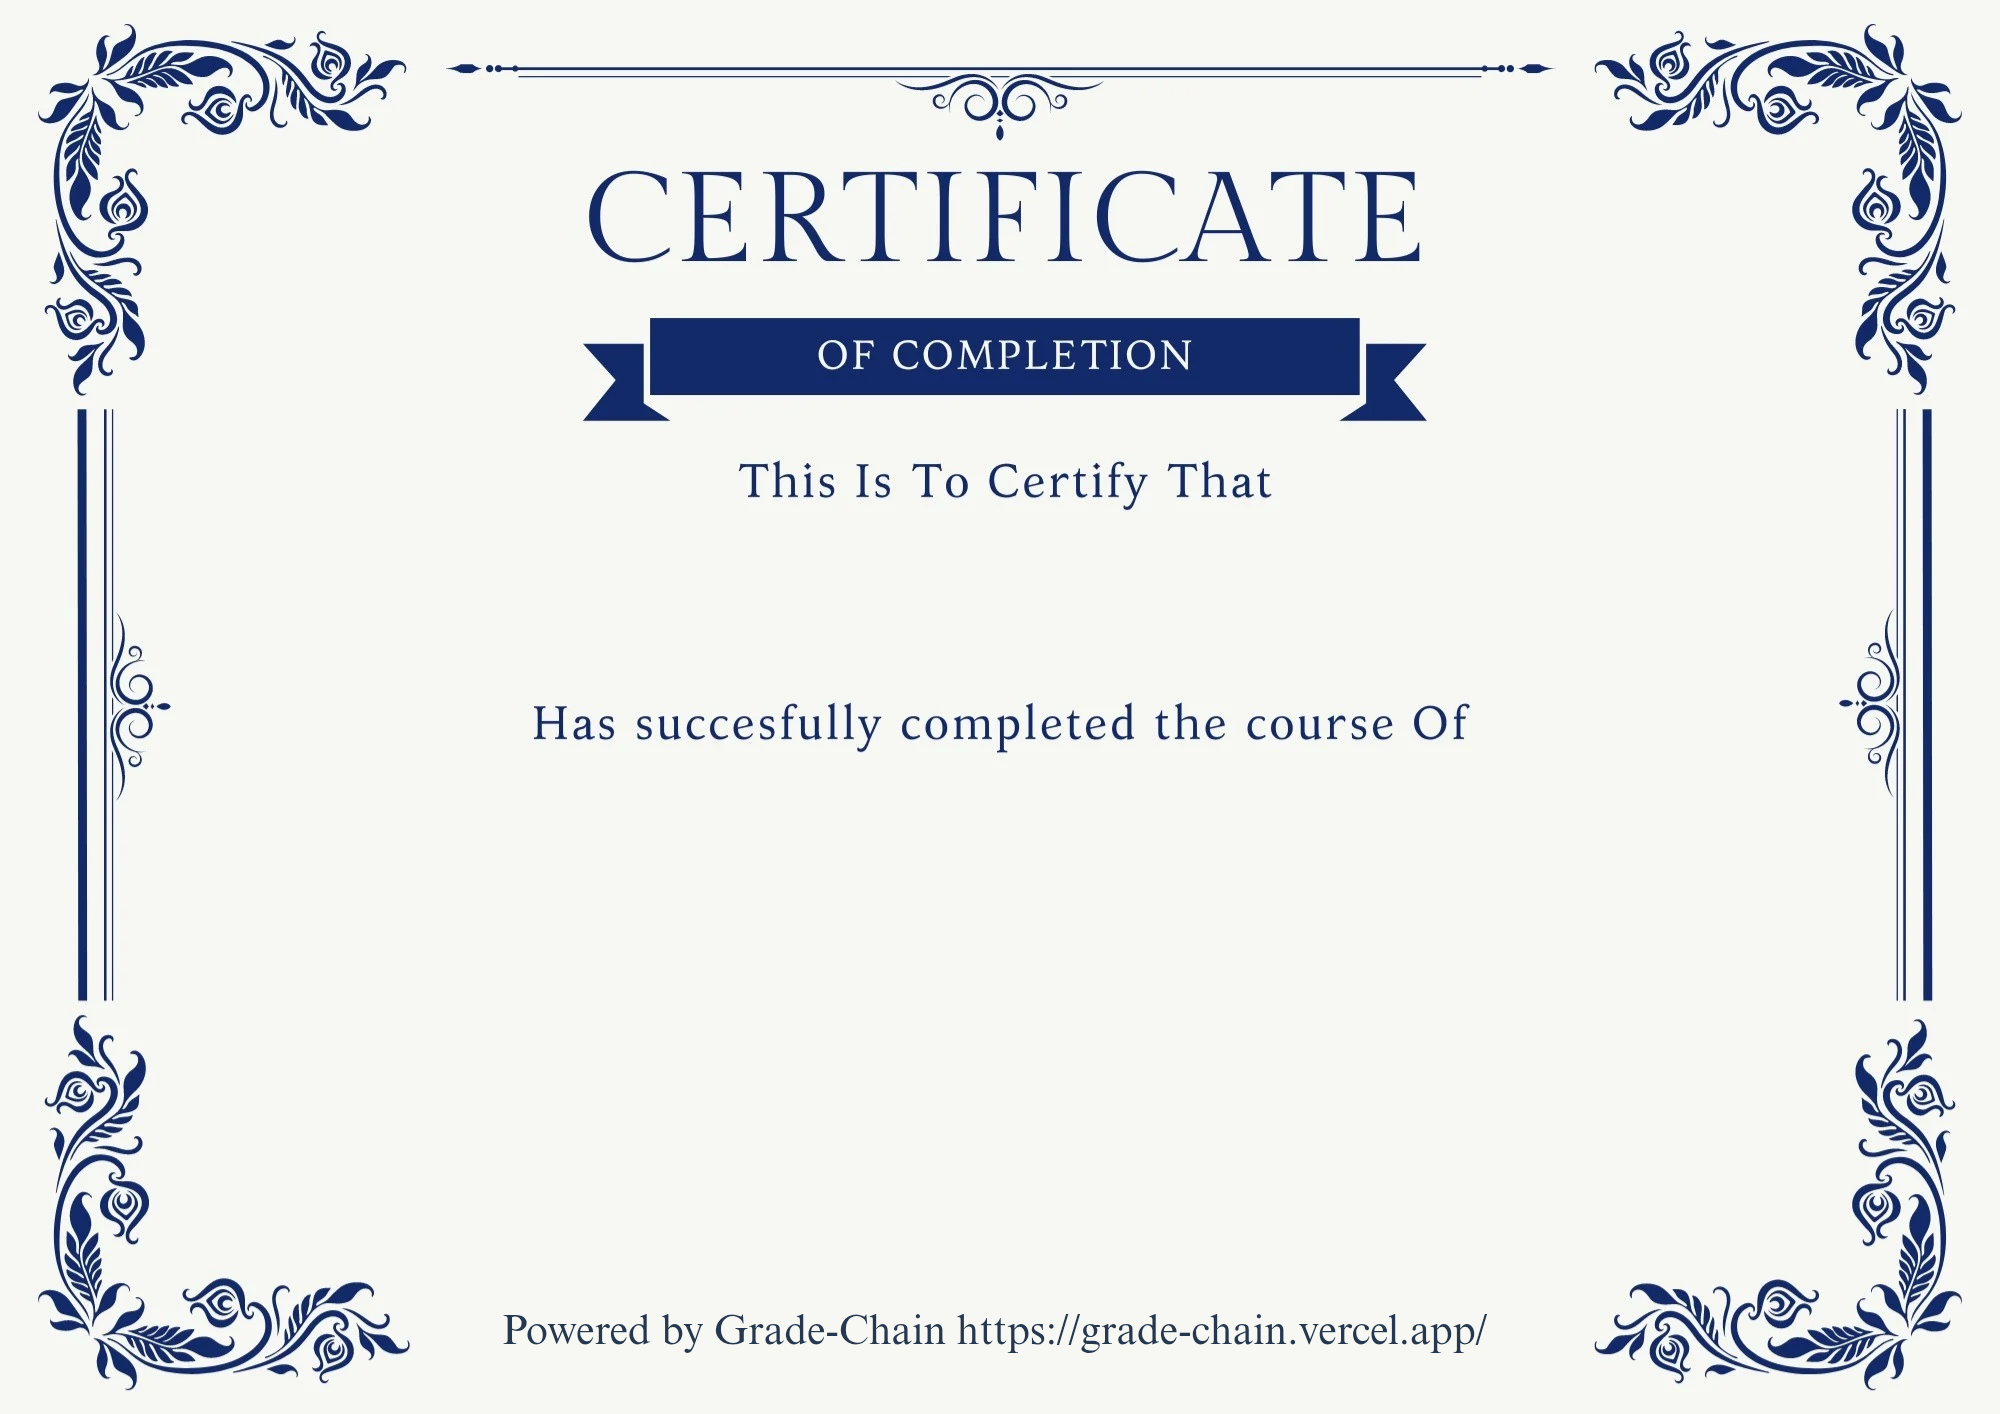 CERTIFICATE
OF COMPLETION
This Is To Certify That
Has succesfully completed the course Of
Powered by Grade-Chain https://grade-chain.vercel.app/